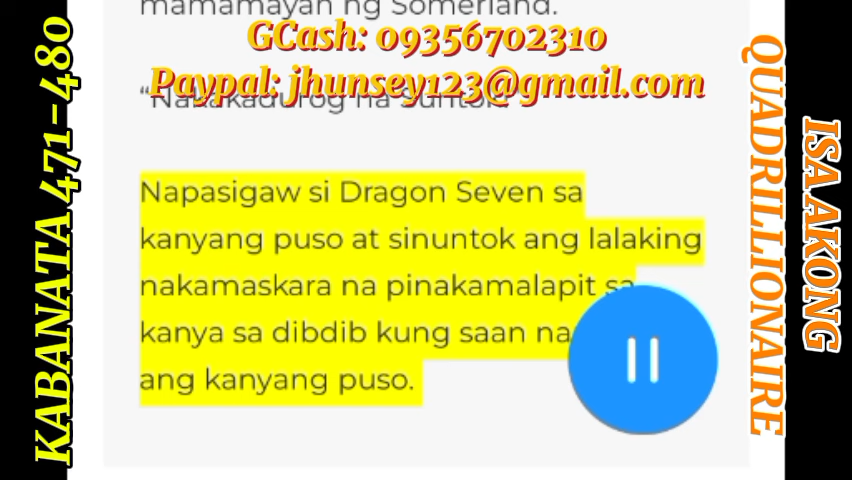 mamamayan ng Somerland.
GCash: 09356702310
Paypal: jhunsey123@gmail.com
Napasigaw si Dragon Seven sa
kanyang puso at sinuntok ang lalaking
nakamaskara na pinakamalapit sa
kanya sa dibdib kung saan na
ang kanyang puso.
KABANATA 471-480
ISA AKONG
QUADRILLIONAIRE